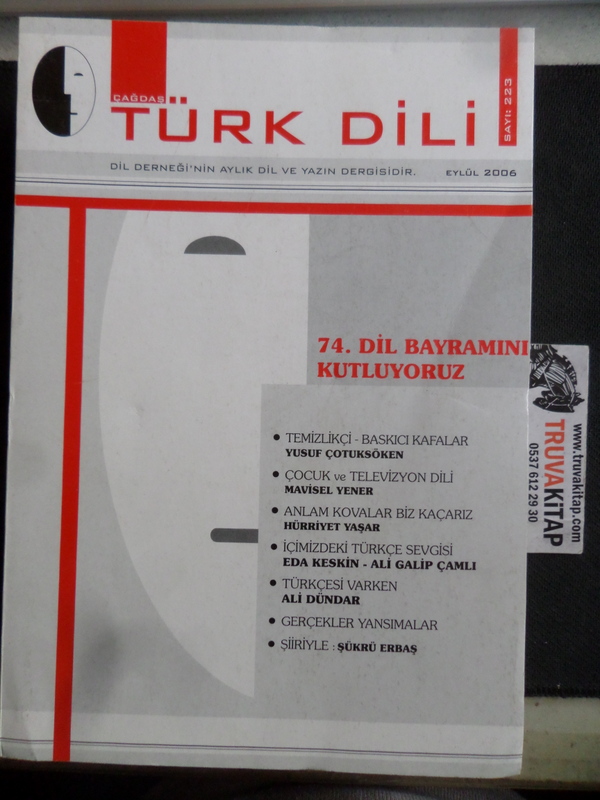 ÇAĞDAŞ
TÜRK DİLİ
SAYI: 223
DİL DERNEĞİ'NİN AYLIK DİL VE YAZIN DERGİSİDİR. EYLÜL 2006
74. DİL BAYRAMINI
KUTLUYORUZ
• TEMİZLİKÇİ - BASKICI KAFALAR
YUSUF ÇOTUKSÖKEN
• ÇOCUK ve TELEVİZYON DİLİ
MAVİSEL YENER
• ANLAM KOVALAR BİZ KAÇARIZ
HÜRRİYET YAŞAR
• İÇİMİZDEKİ TÜRKÇE SEVGİSİ
EDA KESKİN - ALİ GALİP ÇAMLI
• TÜRKÇESİ VARKEN
ALİ DÜNDAR
• GERÇEKLER YANSIMALAR
• ŞİİRİYLE : ŞÜKRÜ ERBAŞ
www.truvakitap.com
TRUVAKİTAP
0537 612 29 30